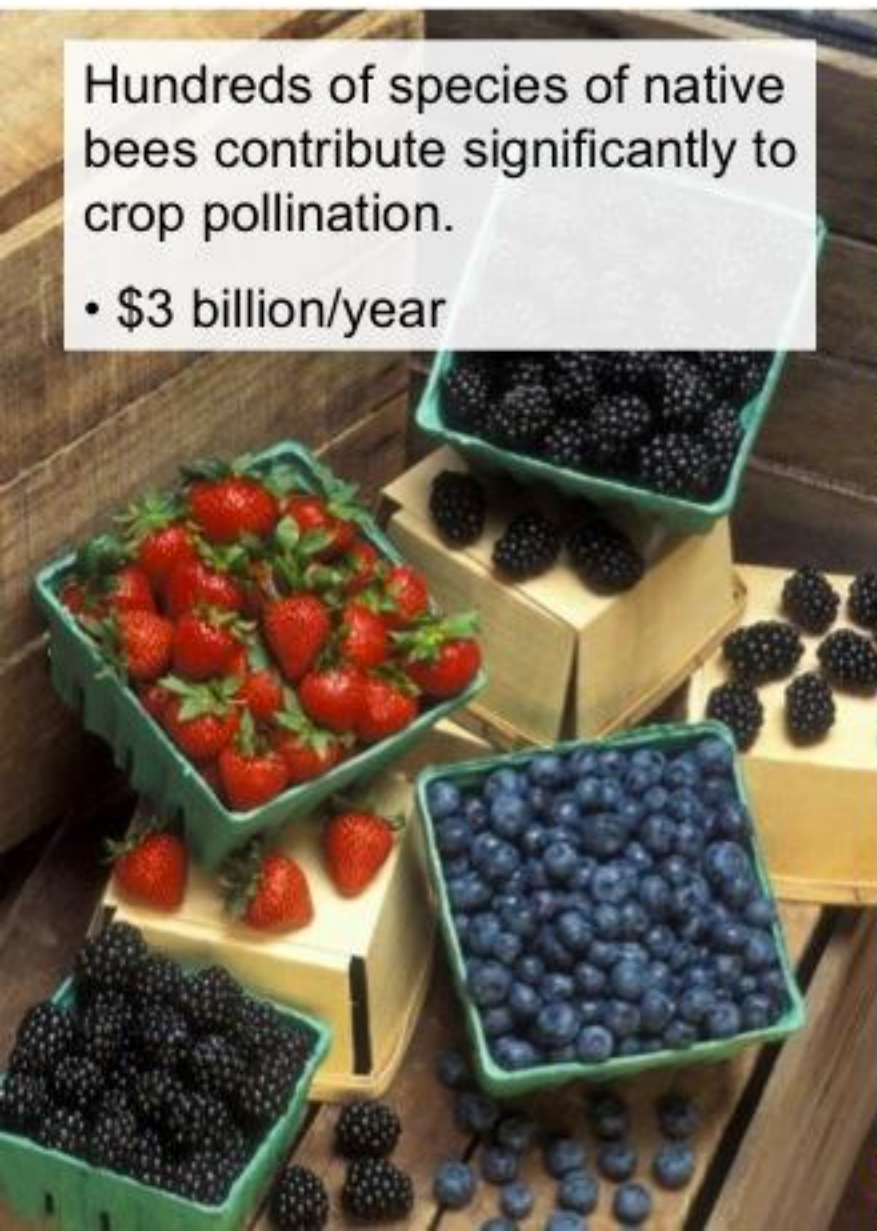 Hundreds of species of native
bees contribute significantly to
crop pollination.
• $3 billion/year